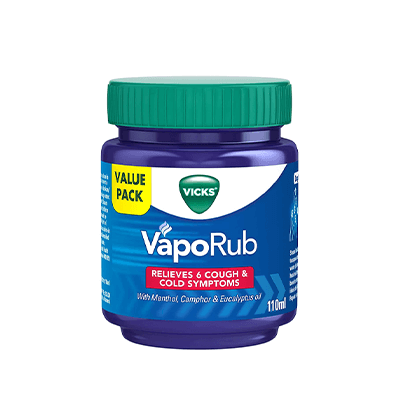 VALUE
PACK
VICKS
VapoRub
RELIEVES 6 COUGH &
COLD SYMPTOMS
With Menthol, Camphor & Eucalyptus oil
110ml